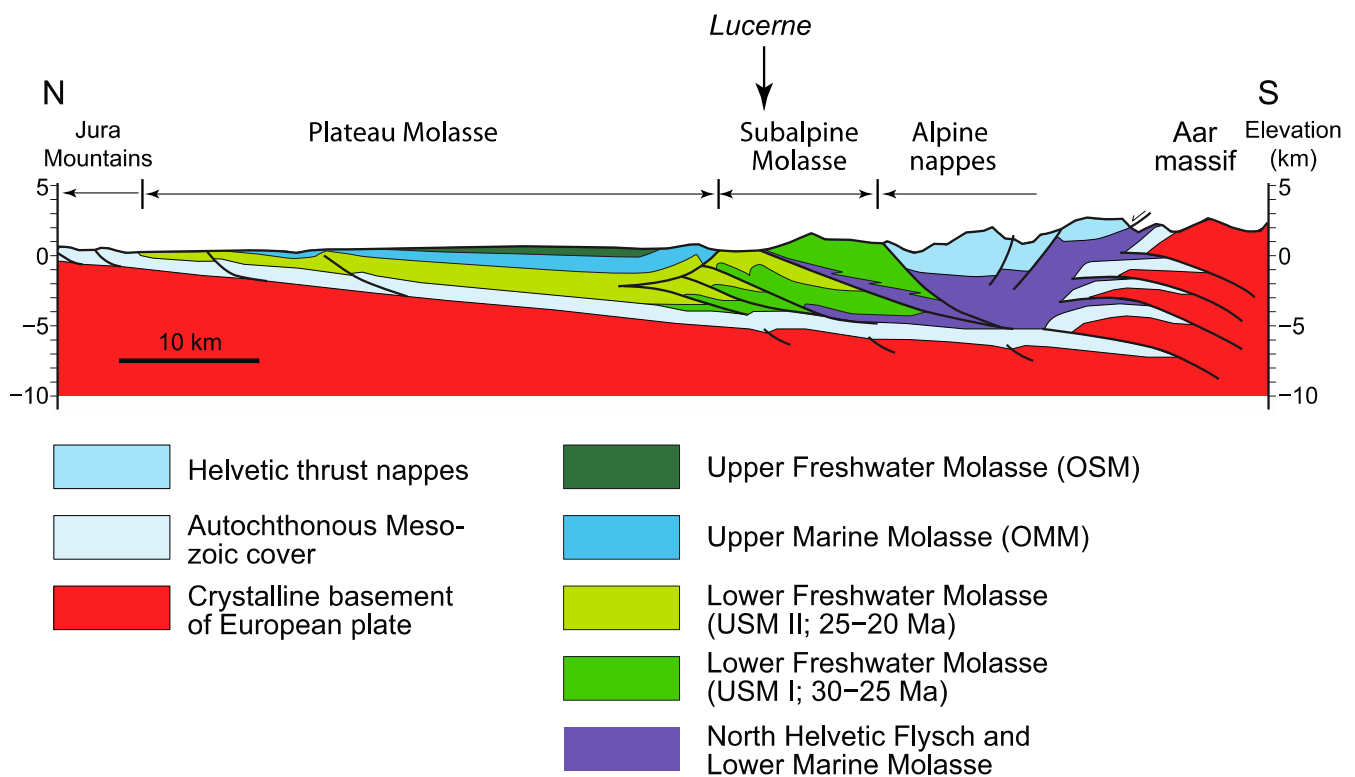 Lucerne
N
S
Jura
Mountains
Plateau Molasse
Subalpine
Molasse
Alpine
nappes
Aar
massif
Elevation
(km)
5
0
−5
−10
5
0
−5
−10
10 km
Helvetic thrust nappes
Autochthonous Meso-
zoic cover
Crystalline basement
of European plate
Upper Freshwater Molasse (OSM)
Upper Marine Molasse (OMM)
Lower Freshwater Molasse
(USM II; 25−20 Ma)
Lower Freshwater Molasse
(USM I; 30−25 Ma)
North Helvetic Flysch and
Lower Marine Molasse